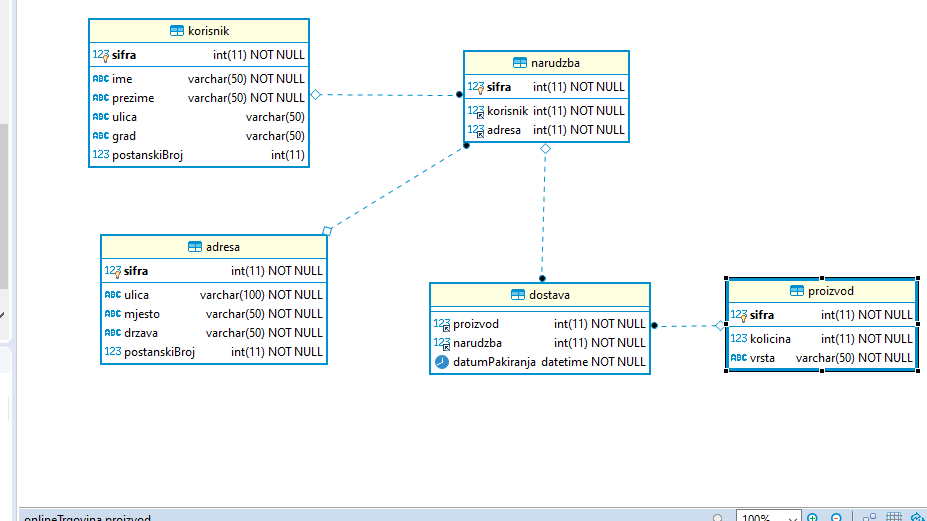 korisnik
123 sifra int(11) NOT NULL
ABC ime varchar(50) NOT NULL
ABC prezime varchar(50) NOT NULL
ABC ulica varchar(50)
ABC grad varchar(50)
123 postanskiBroj int(11)
narudzba
123 sifra int(11) NOT NULL
123 korisnik int(11) NOT NULL
123 adresa int(11) NOT NULL
adresa
123 sifra int(11) NOT NULL
ABC ulica varchar(100) NOT NULL
ABC mjesto varchar(50) NOT NULL
ABC drzava varchar(50) NOT NULL
123 postanskiBroj int(11) NOT NULL
dostava
123 proizvod int(11) NOT NULL
123 narudzba int(11) NOT NULL
datumPakiranja datetime NOT NULL
proizvod
123 sifra int(11) NOT NULL
123 kolicina int(11) NOT NULL
ABC vrsta varchar(50) NOT NULL
onlineTrgovina proizvod
100%